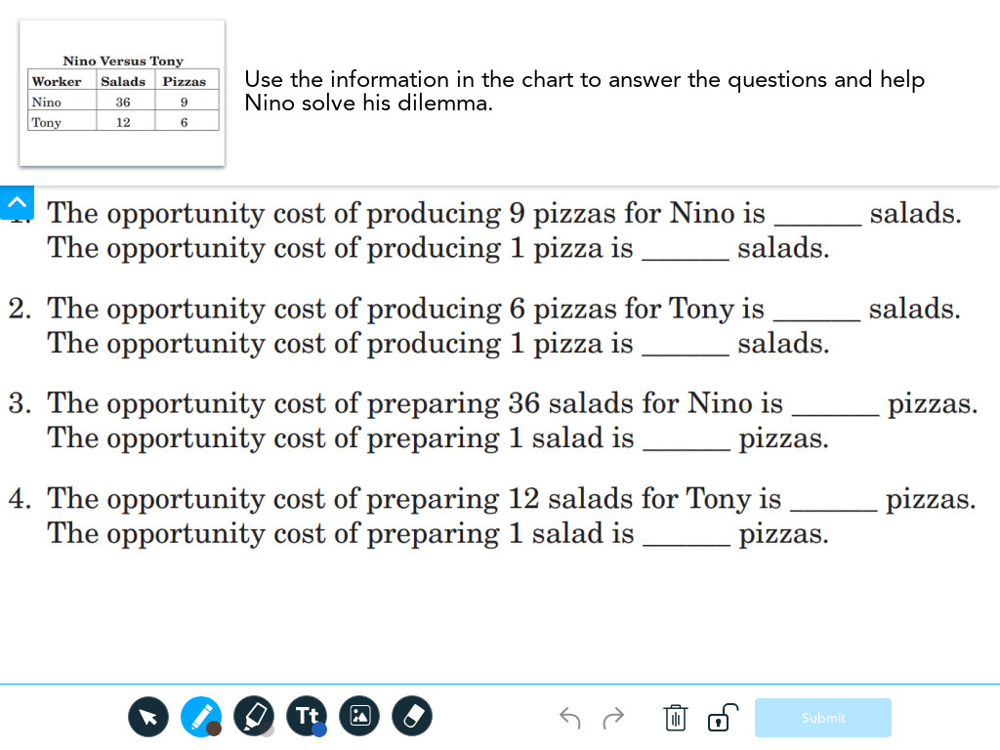 Nino Versus Tony
Worker Salads Pizzas
Nino 36 9
Tony 12 6
Use the information in the chart to answer the questions and help
Nino solve his dilemma.
1. The opportunity cost of producing 9 pizzas for Nino is ______ salads.
The opportunity cost of producing 1 pizza is ______ salads.
2. The opportunity cost of producing 6 pizzas for Tony is ______ salads.
The opportunity cost of producing 1 pizza is ______ salads.
3. The opportunity cost of preparing 36 salads for Nino is ______ pizzas.
The opportunity cost of preparing 1 salad is ______ pizzas.
4. The opportunity cost of preparing 12 salads for Tony is ______ pizzas.
The opportunity cost of preparing 1 salad is ______ pizzas.
Tt
Submit